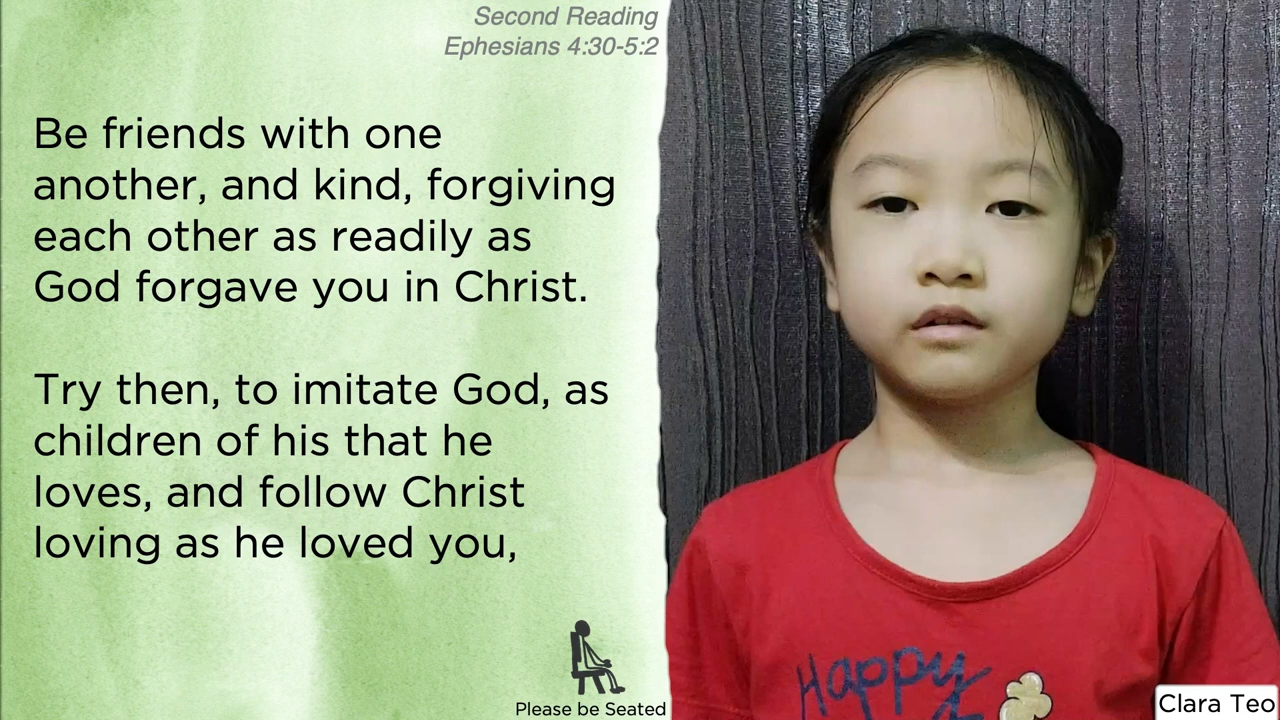 Second Reading
Ephesians 4:30-5:2
Be friends with one
another, and kind, forgiving
each other as readily as
God forgave you in Christ.
Try then, to imitate God, as
children of his that he
loves, and follow Christ
loving as he loved you,
Please be Seated
Happy
Clara Teo